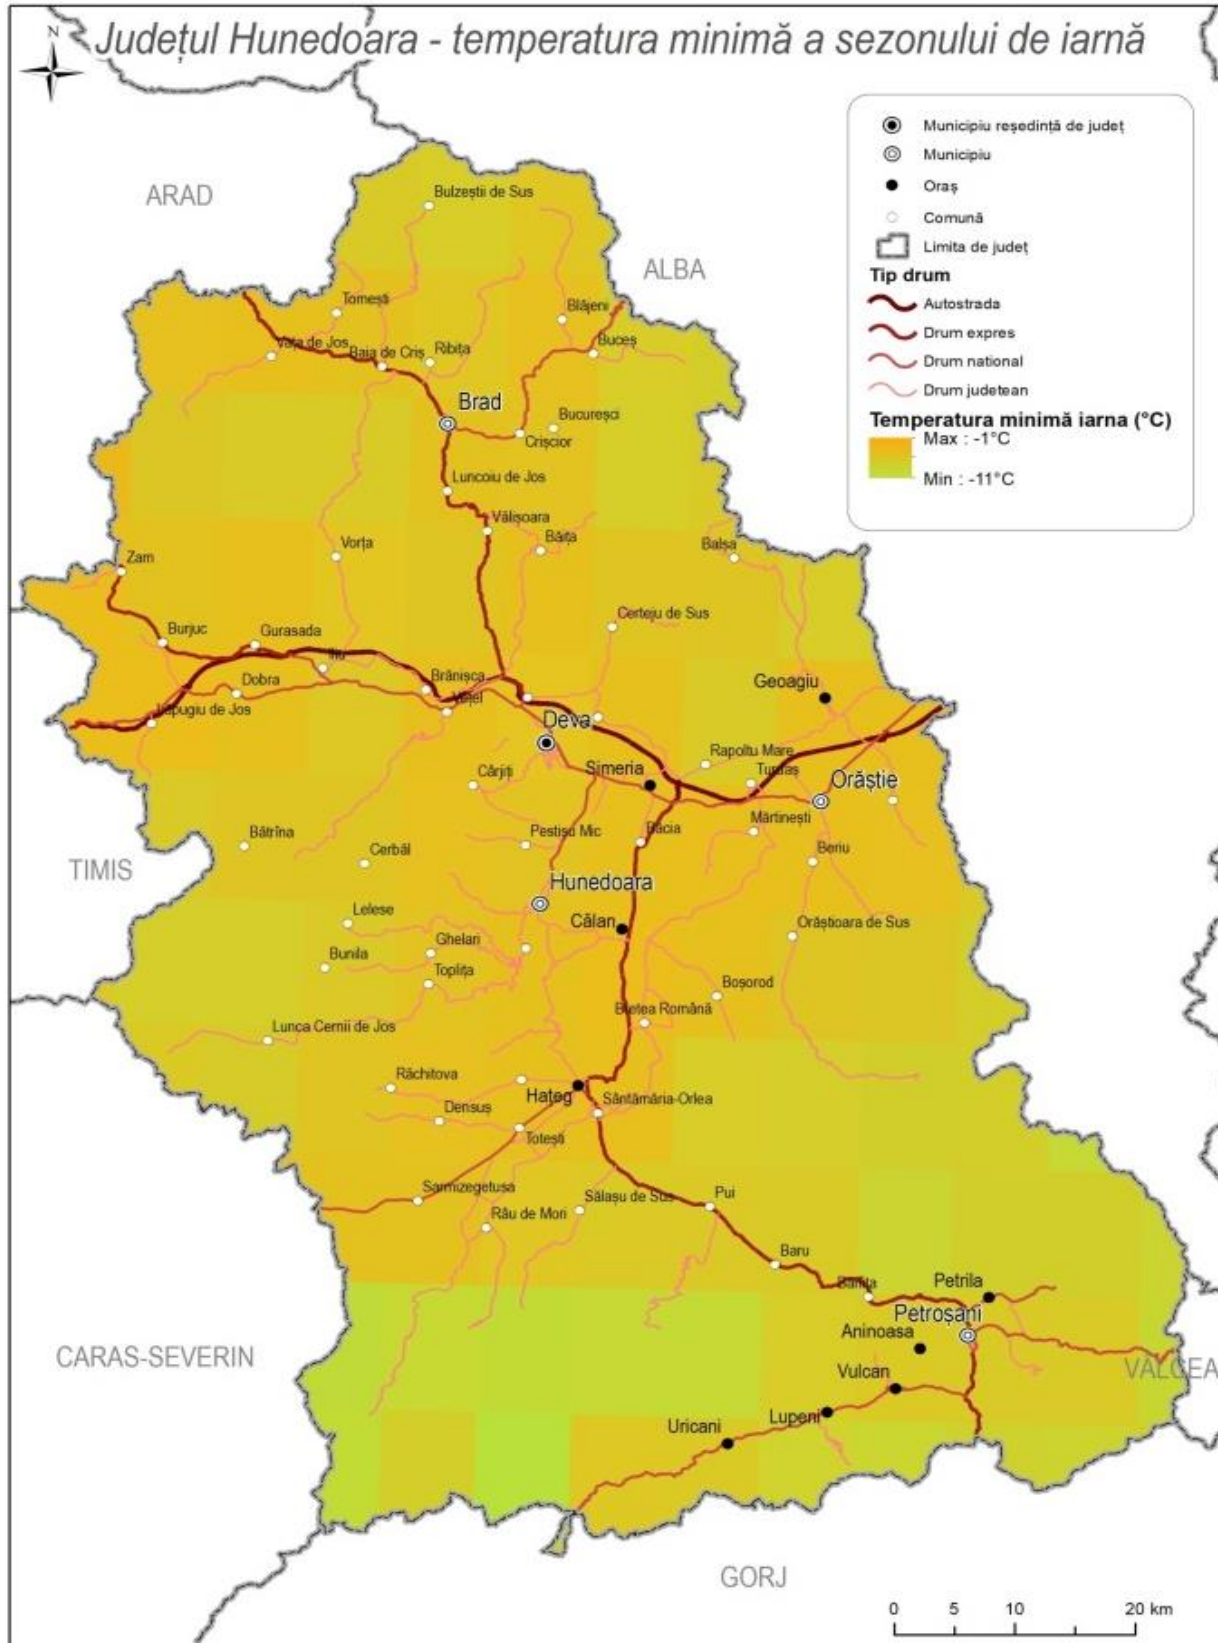 N
Județul Hunedoara - temperatura minimă a sezonului de iarnă
Municipiu reședință de județ
Municipiu
Oraș
Comună
Limita de județ
Tip drum
Autostrada
Drum expres
Drum national
Drum judetean
Temperatura minimă iarna (°C)
Max : -1°C
Min : -11°C
ARAD
Bulzeștii de Sus
ALBA
Tomești
Blăjeni
Vața de Jos
Baia de Criș
Ribița
Buceș
Brad
București
Crișcior
Luncoiu de Jos
Vălișoara
Băița
Balșa
Vorța
Zam
Certeju de Sus
Burjuc
Gurasada
Ilia
Dobra
Brănișca
Vețel
Geoagiu
Lăpugiu de Jos
Deva
Rapoltu Mare
Simeria
Turdaș
Orăștie
Cârjiți
Mărtinești
Bătrîna
Pestișu Mic
Băcia
Cerbăl
Beriu
TIMIS
Hunedoara
Lelese
Călan
Orăștioara de Sus
Ghelari
Bunila
Toplița
Boșorod
Bretea Română
Lunca Cernii de Jos
Răchitova
Hațeg
Sântămăria-Orlea
Densuș
Totești
Sarmizegetusa
Sălașu de Sus
Pui
Râu de Mori
Baru
Bănița
Petrila
Petroșani
Aninoasa
CARAS-SEVERIN
VALCEA
Vulcan
Lupeni
Uricani
GORJ
0 5 10 20 km